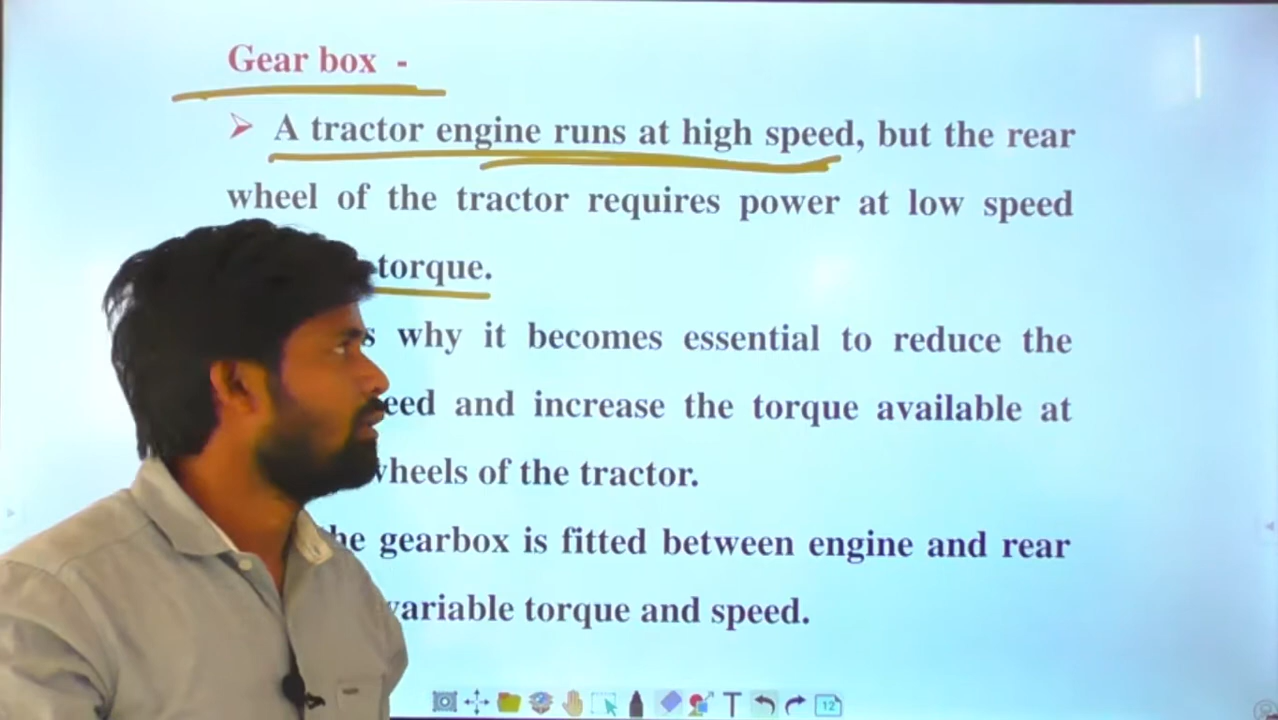 Gear box -
A tractor engine runs at high speed, but the rear
wheel of the tractor requires power at low speed
torque.
why it becomes essential to reduce the
and increase the torque available at
wheels of the tractor.
gearbox is fitted between engine and rear
variable torque and speed.
T 12